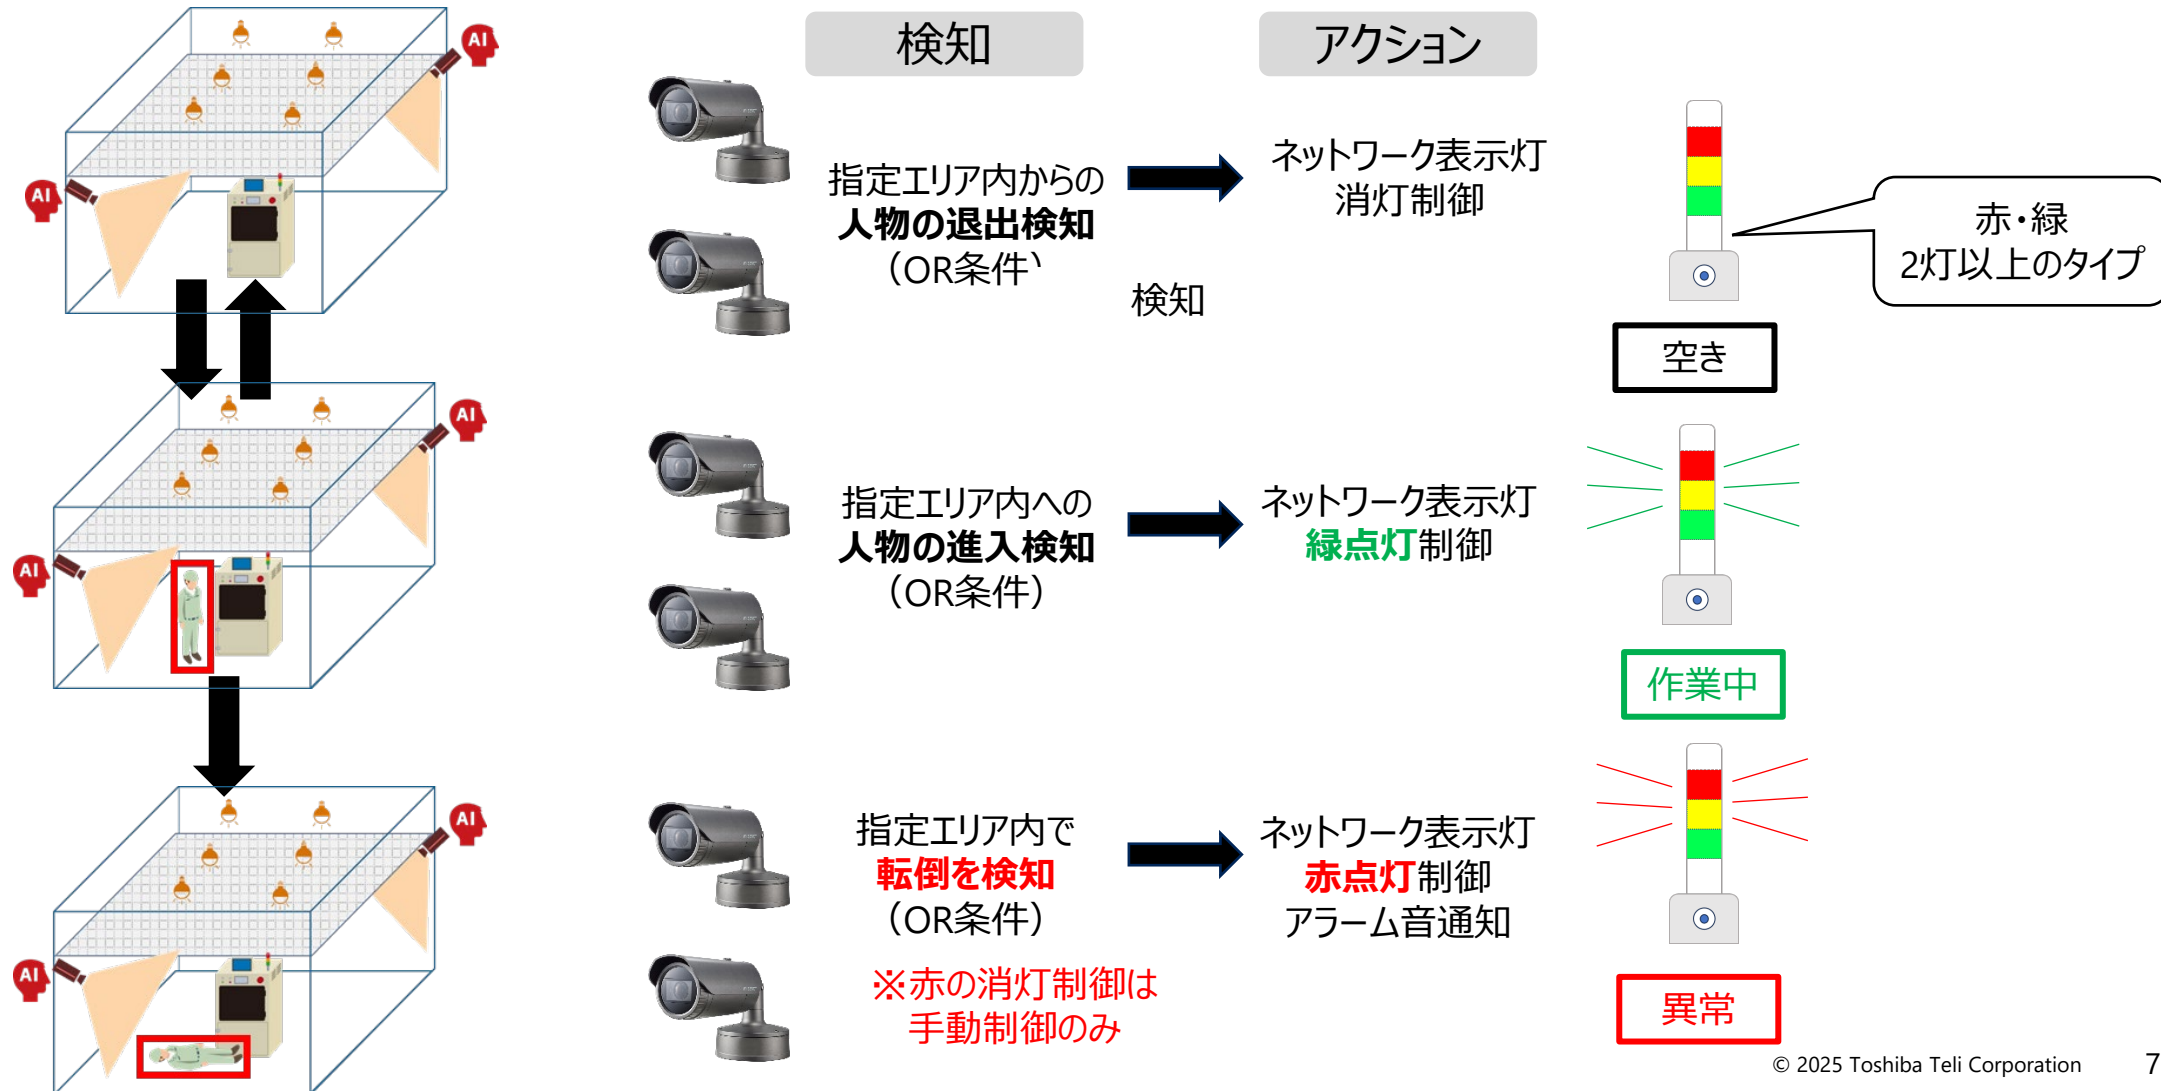 検知
アクション
AI
AI
指定エリア内からの
人物の退出検知
（OR条件）
ネットワーク表示灯
消灯制御
赤・緑
2灯以上のタイプ
検知
空き
AI
AI
指定エリア内への
人物の進入検知
（OR条件）
ネットワーク表示灯
緑点灯制御
作業中
AI
AI
指定エリア内で
転倒を検知
（OR条件）
※赤の消灯制御は
手動制御のみ
ネットワーク表示灯
赤点灯制御
アラーム音通知
異常
© 2025 Toshiba Teli Corporation
7